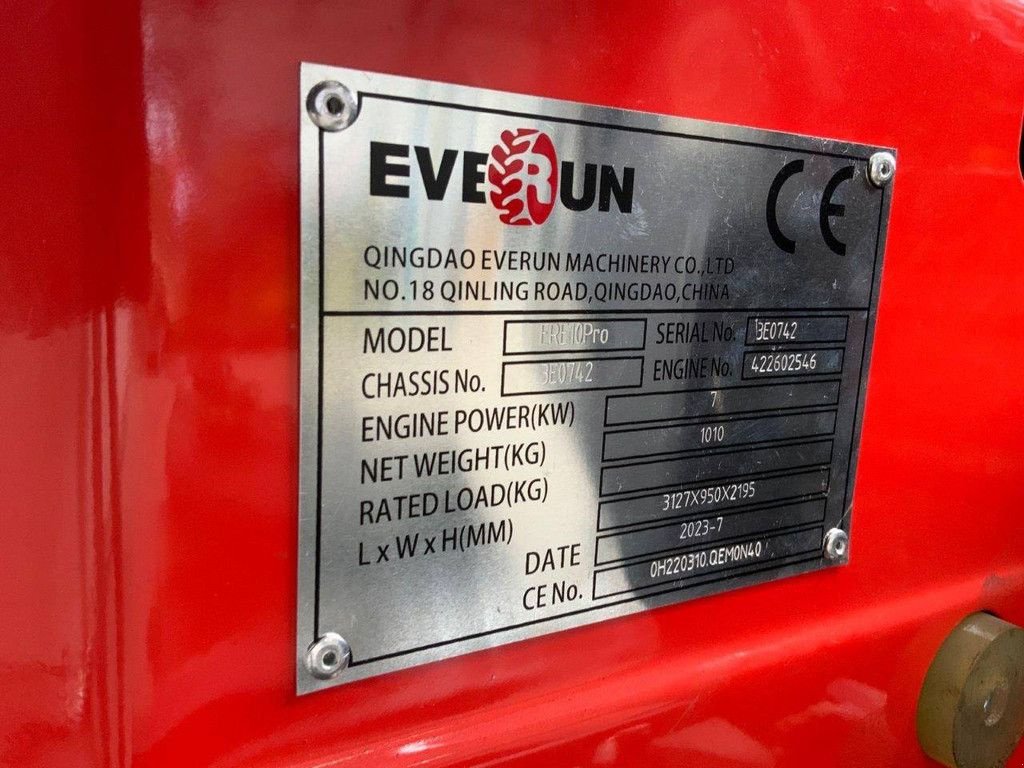 EVERUN
CE
QINGDAO EVERUN MACHINERY CO.,LTD
NO.18 QINLING ROAD,QINGDAO,CHINA
MODEL ERE10Pro SERIAL No. 3E0742
CHASSIS No. 3E0742 ENGINE No. 422602546
ENGINE POWER(KW) 7
NET WEIGHT(KG) 1010
RATED LOAD(KG)
L x W x H(MM) 3127X950X2195
DATE 2023-7
CE No. 0H220310.QEM0N40